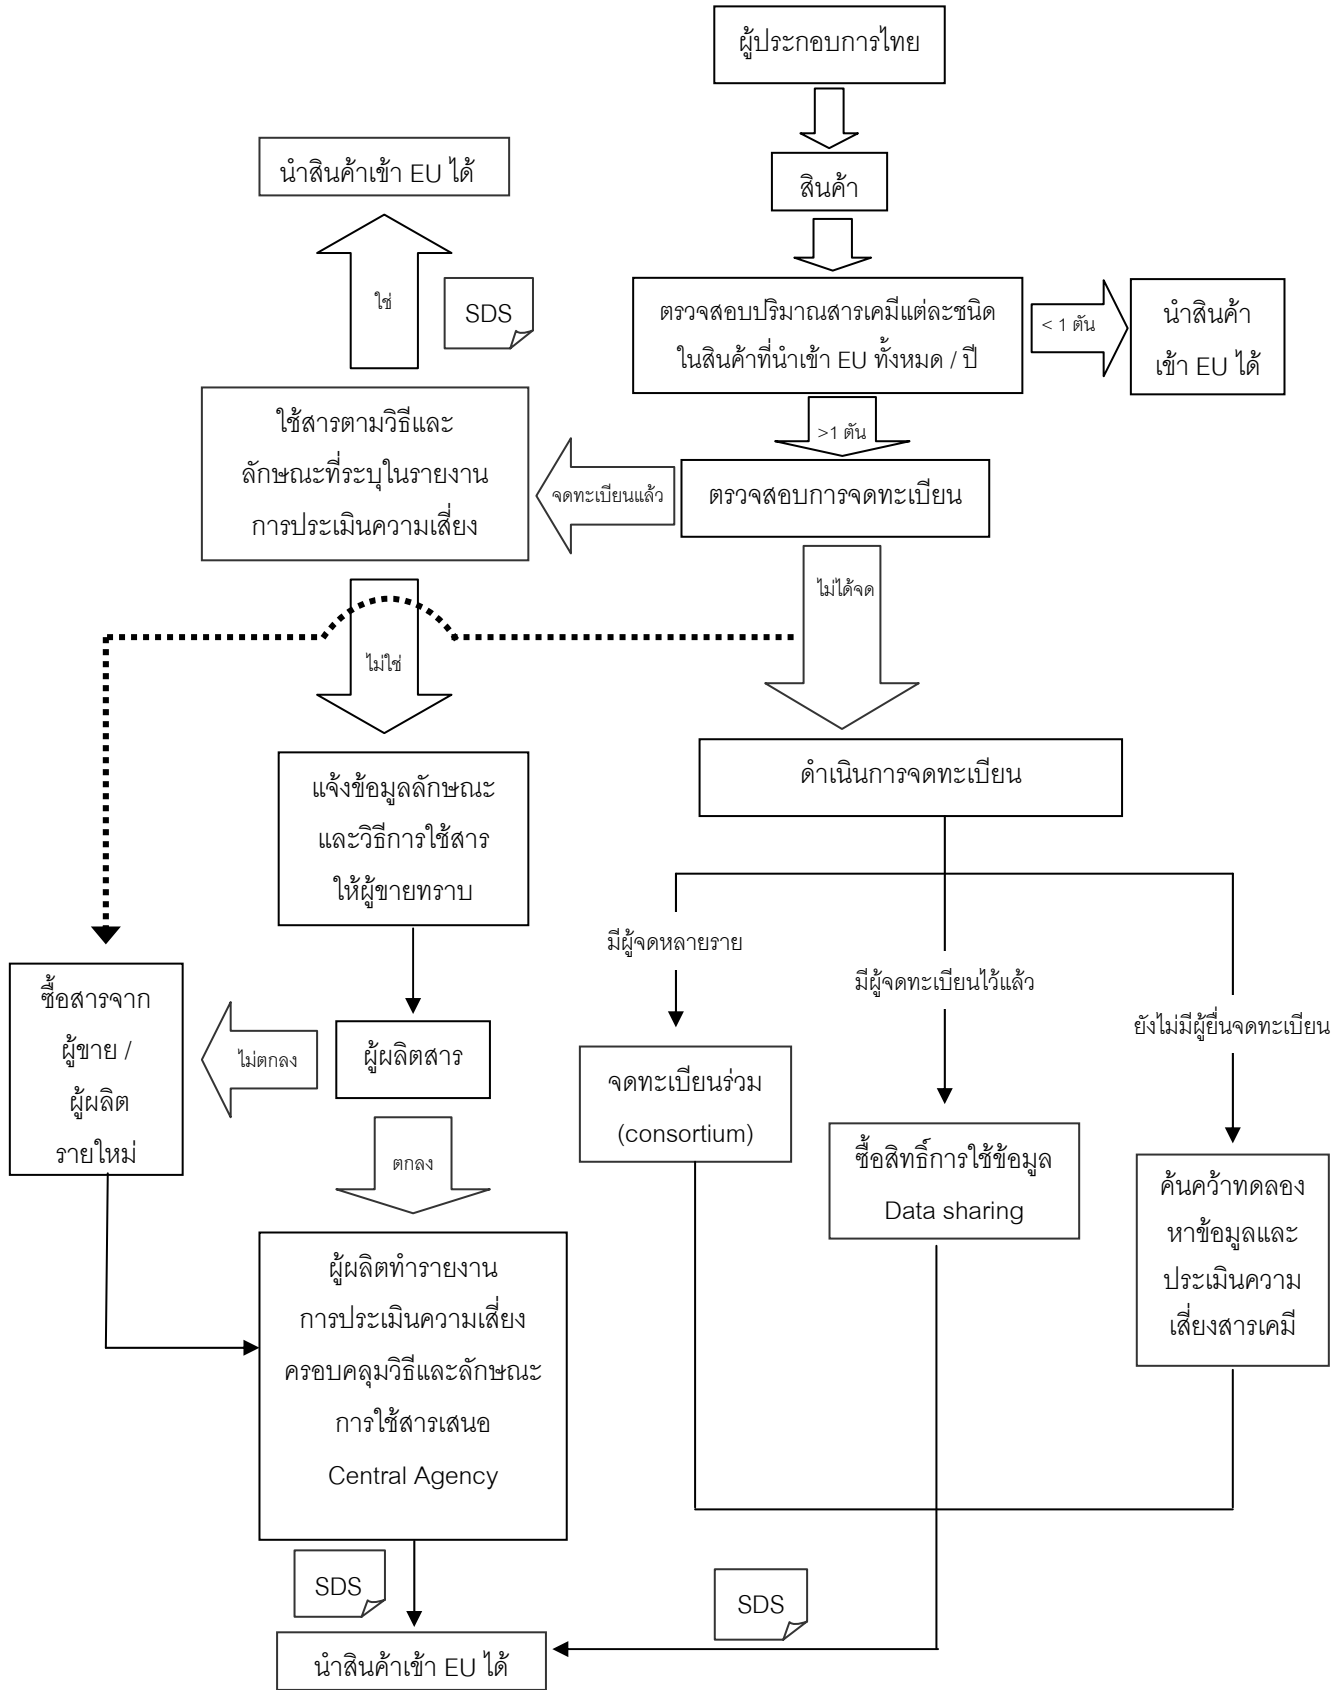 ผู้ประกอบการไทย
สินค้า
นำสินค้าเข้า EU ได้
ใช่
SDS
ตรวจสอบปริมาณสารเคมีแต่ละชนิด
ในสินค้าที่นำเข้า EU ทั้งหมด / ปี
< 1 ตัน
นำสินค้า
เข้า EU ได้
>1 ตัน
ตรวจสอบการจดทะเบียน
จดทะเบียนแล้ว
ใช้สารตามวิธีและ
ลักษณะที่ระบุในรายงาน
การประเมินความเสี่ยง
ไม่ได้จด
ไม่ใช่
แจ้งข้อมูลลักษณะ
และวิธีการใช้สาร
ให้ผู้ขายทราบ
ดำเนินการจดทะเบียน
มีผู้จดหลายราย
มีผู้จดทะเบียนไว้แล้ว
ยังไม่มีผู้ยื่นจดทะเบียน
ซื้อสารจาก
ผู้ขาย /
ผู้ผลิต
รายใหม่
ไม่ตกลง
ผู้ผลิตสาร
ตกลง
จดทะเบียนร่วม
(consortium)
ซื้อสิทธิ์การใช้ข้อมูล
Data sharing
ค้นคว้าทดลอง
หาข้อมูลและ
ประเมินความ
เสี่ยงสารเคมี
ผู้ผลิตทำรายงาน
การประเมินความเสี่ยง
ครอบคลุมวิธีและลักษณะ
การใช้สารเสนอ
Central Agency
SDS
SDS
นำสินค้าเข้า EU ได้